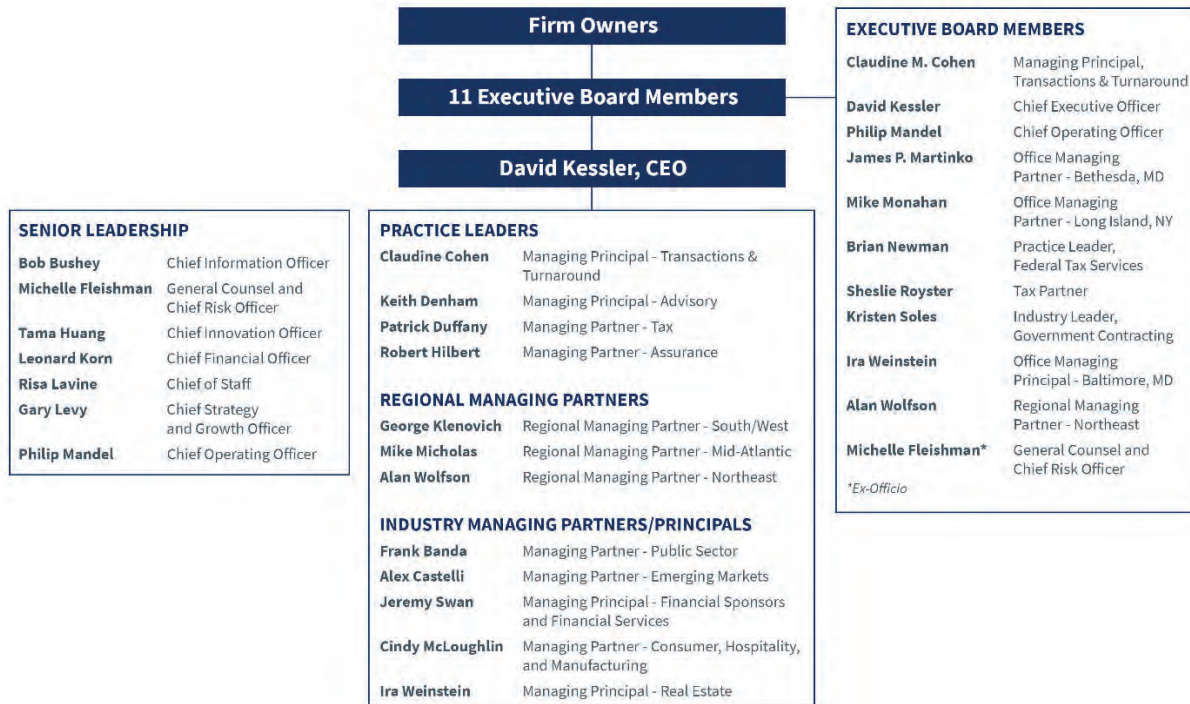 Firm Owners
11 Executive Board Members
David Kessler, CEO
SENIOR LEADERSHIP
Bob Bushey Chief Information Officer
Michelle Fleishman General Counsel and
Chief Risk Officer
Tama Huang Chief Innovation Officer
Leonard Korn Chief Financial Officer
Risa Lavine Chief of Staff
Gary Levy Chief Strategy
and Growth Officer
Philip Mandel Chief Operating Officer
PRACTICE LEADERS
Claudine Cohen Managing Principal - Transactions &
Turnaround
Keith Denham Managing Principal - Advisory
Patrick Duffany Managing Partner - Tax
Robert Hilbert Managing Partner - Assurance
REGIONAL MANAGING PARTNERS
George Klenovich Regional Managing Partner - South/West
Mike Micholas Regional Managing Partner - Mid-Atlantic
Alan Wolfson Regional Managing Partner - Northeast
INDUSTRY MANAGING PARTNERS/PRINCIPALS
Frank Banda Managing Partner - Public Sector
Alex Castelli Managing Partner - Emerging Markets
Jeremy Swan Managing Principal - Financial Sponsors
and Financial Services
Cindy McLoughlin Managing Partner - Consumer, Hospitality,
and Manufacturing
Ira Weinstein Managing Principal - Real Estate
EXECUTIVE BOARD MEMBERS
Claudine M. Cohen Managing Principal,
Transactions & Turnaround
David Kessler Chief Executive Officer
Philip Mandel Chief Operating Officer
James P. Martinko Office Managing
Partner - Bethesda, MD
Mike Monahan Office Managing
Partner - Long Island, NY
Brian Newman Practice Leader,
Federal Tax Services
Sheslie Royster Tax Partner
Kristen Soles Industry Leader,
Government Contracting
Ira Weinstein Office Managing
Principal - Baltimore, MD
Alan Wolfson Regional Managing
Partner - Northeast
Michelle Fleishman* General Counsel and
Chief Risk Officer
*Ex-Officio